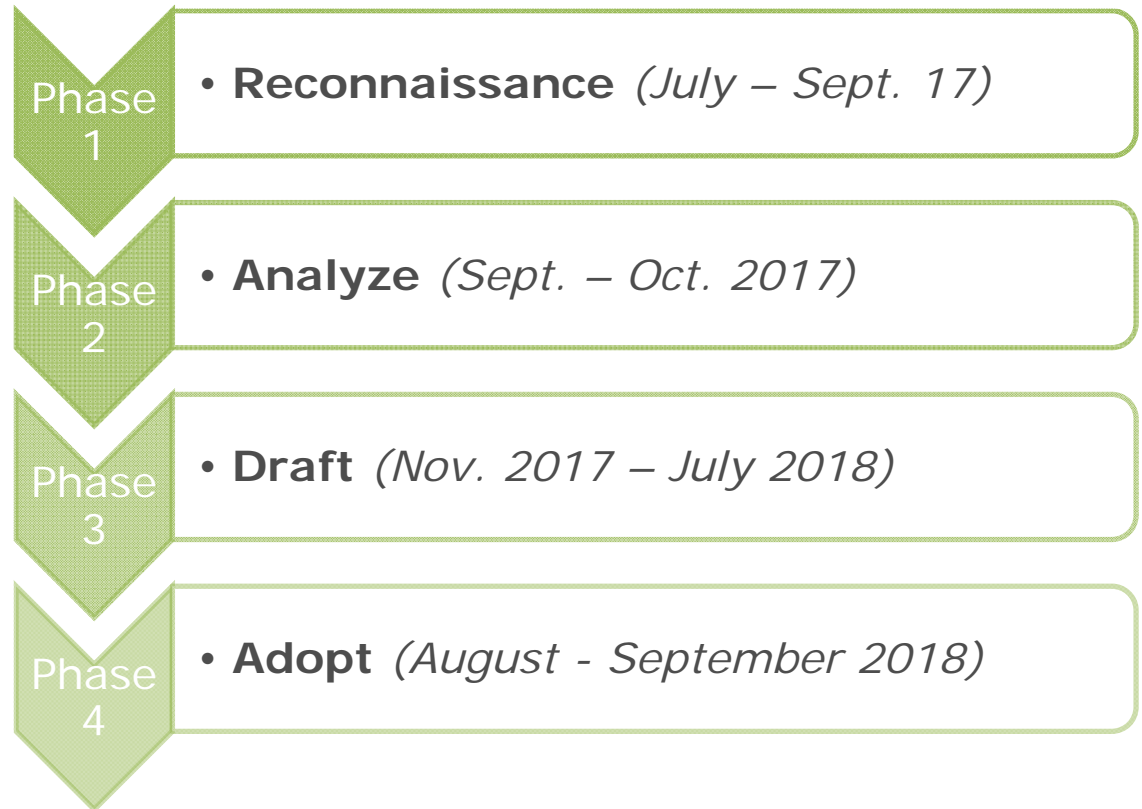 Phase
1
• Reconnaissance (July – Sept. 17)
Phase
2
• Analyze (Sept. – Oct. 2017)
Phase
3
• Draft (Nov. 2017 – July 2018)
Phase
4
• Adopt (August - September 2018)